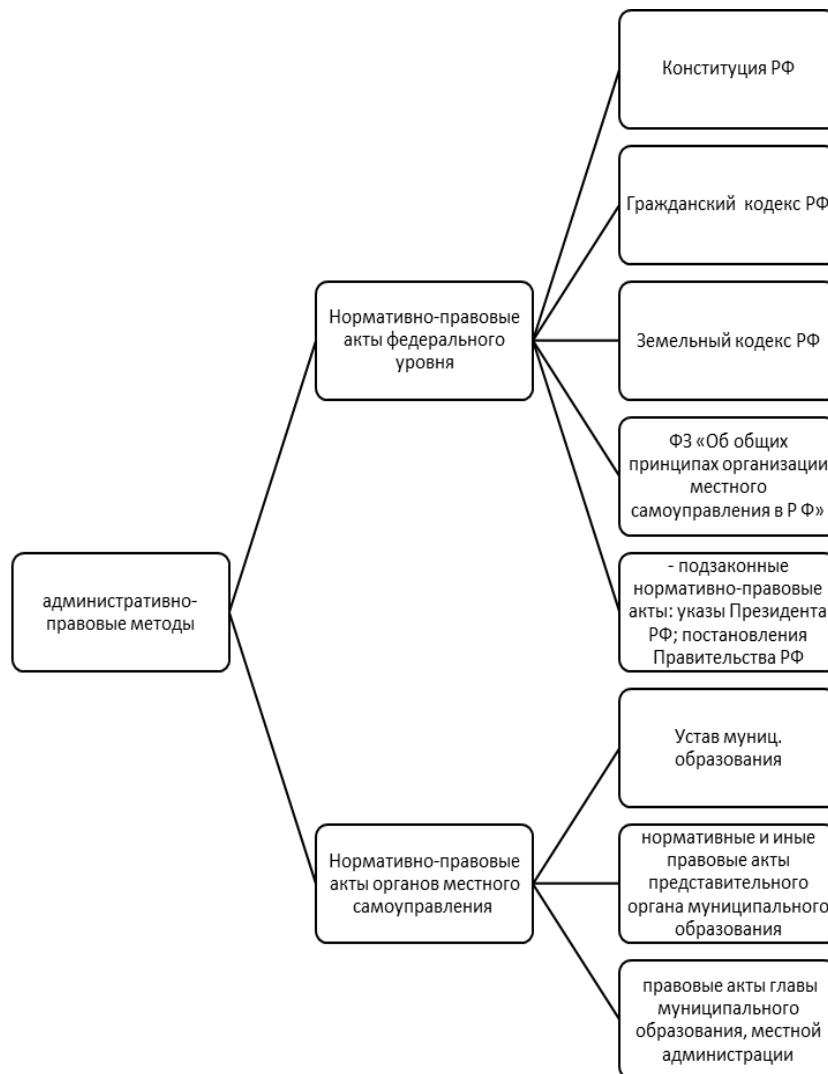 Конституция РФ
Гражданский кодекс РФ
Нормативно-правовые
акты федерального
уровня
Земельный кодекс РФ
ФЗ «Об общих
принципах организации
местного
самоуправления в Р Ф»
административно-
правовые методы
- подзаконные
нормативно-правовые
акты: указы Президента
РФ; постановления
Правительства РФ
Устав муниц.
образования
Нормативно-правовые
акты органов местного
самоуправления
нормативные и иные
правовые акты
представительного
органа муниципального
образования
правовые акты главы
муниципального
образования, местной
администрации